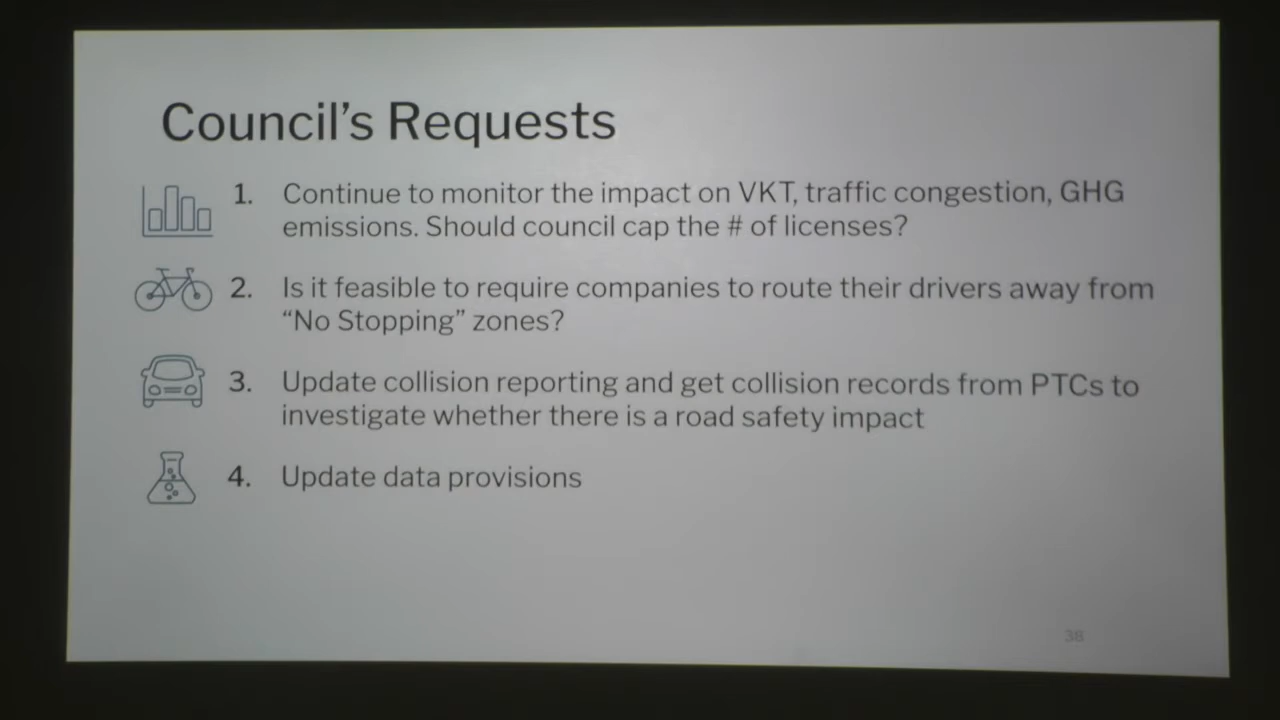 Council's Requests
1. Continue to monitor the impact on VKT, traffic congestion, GHG
emissions. Should council cap the # of licenses?
2. Is it feasible to require companies to route their drivers away from
“No Stopping” zones?
3. Update collision reporting and get collision records from PTCs to
investigate whether there is a road safety impact
4. Update data provisions
38